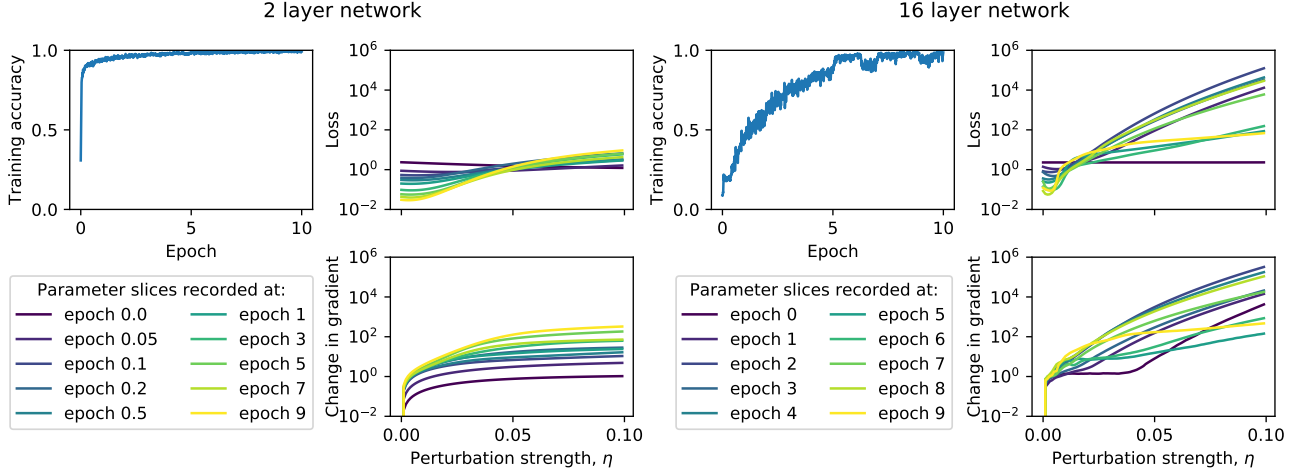 2 layer network
16 layer network
Training accuracy
1.0
0.5
0.0
0
5
10
Epoch
Loss
10^6
10^4
10^2
10^0
10^−2
Training accuracy
1.0
0.5
0.0
0
5
10
Epoch
Loss
10^6
10^4
10^2
10^0
10^−2
Parameter slices recorded at:
epoch 0.0
epoch 0.05
epoch 0.1
epoch 0.2
epoch 0.5
epoch 1
epoch 3
epoch 5
epoch 7
epoch 9
Change in gradient
10^6
10^4
10^2
10^0
10^−2
0.00
0.05
0.10
Perturbation strength, η
Parameter slices recorded at:
epoch 0
epoch 1
epoch 2
epoch 3
epoch 4
epoch 5
epoch 6
epoch 7
epoch 8
epoch 9
Change in gradient
10^6
10^4
10^2
10^0
10^−2
0.00
0.05
0.10
Perturbation strength, η